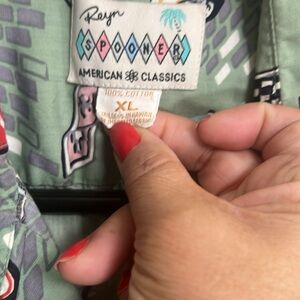 Reyn
SPOONER
AMERICAN CLASSICS
100% COTTON
XL